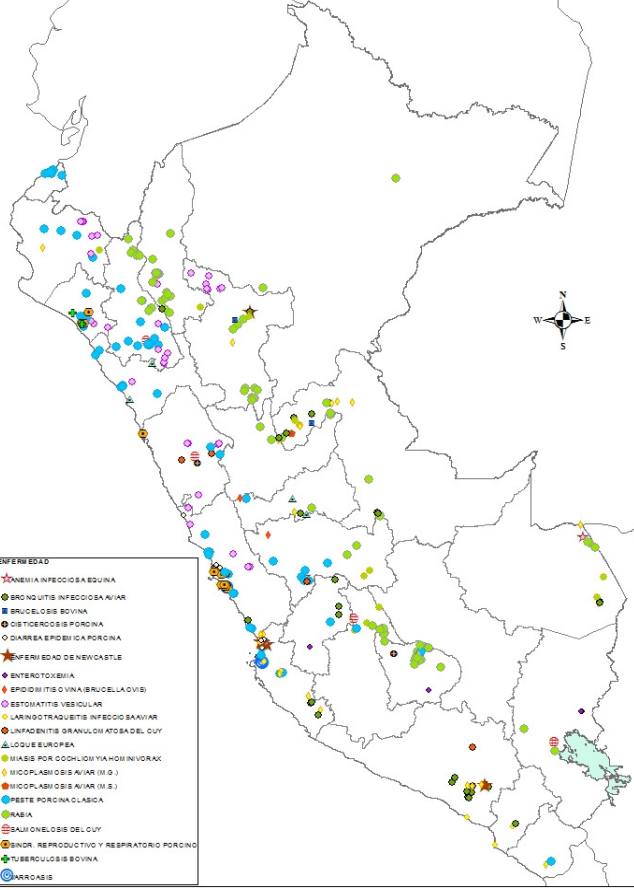 N
W E
S
ENFERMEDAD
ANEMIA INFECCIOSA EQUINA
BRONQUITIS INFECCIOSA AVIAR
BRUCELOSIS BOVINA
CISTICERCOSIS PORCINA
DIARREA EPIDEMICA PORCINA
ENFERMEDAD DE NEWCASTLE
ENTEROTOXEMIA
EPIDIDIMITIS OVINA (BRUCELLA OVIS)
ESTOMATITIS VESICULAR
LARINGOTRAQUEITIS INFECCIOSA AVIAR
LINFADENITIS GRANULOMATOSA DEL CUY
LOQUE EUROPEA
MIASIS POR COCHLIOMYIA HOMINIVORAX
MICOPLASMOSIS AVIAR (M.G.)
MICOPLASMOSIS AVIAR (M.S.)
PESTE PORCINA CLASICA
RABIA
SALMONELOSIS DEL CUY
SINDR. REPRODUCTIVO Y RESPIRATORIO PORCINO
TUBERCULOSIS BOVINA
VARROASIS